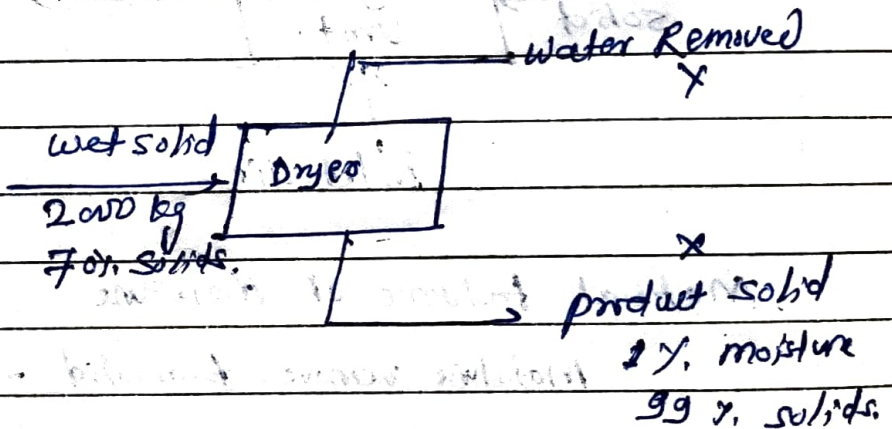 Water Removed
X
wet solid
Dryer
2000 kg
70% solids.
X
product solid
1 %. moisture
99 %. solids.